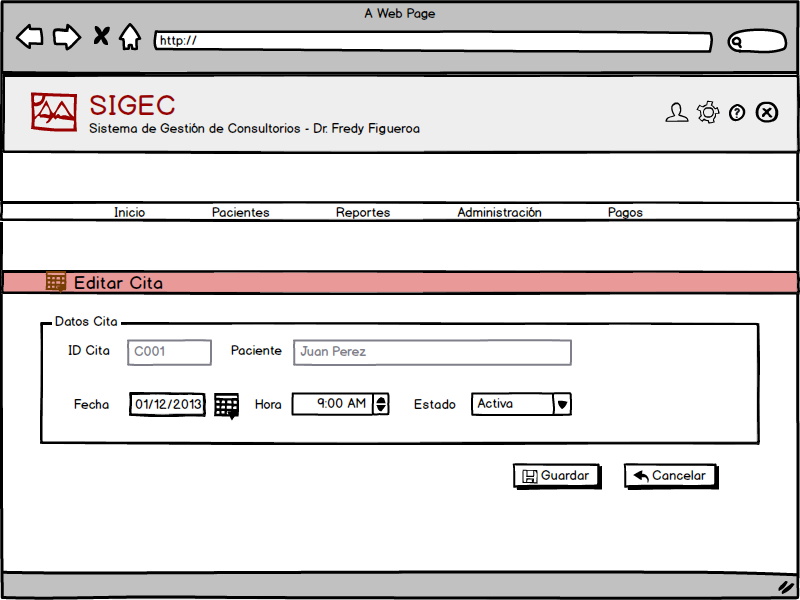 A Web Page
http://
SIGEC
Sistema de Gestión de Consultorios - Dr. Fredy Figueroa
Inicio Pacientes Reportes Administración Pagos
Editar Cita
Datos Cita
ID Cita C001 Paciente Juan Perez
Fecha 01/12/2013 Hora 9:00 AM Estado Activa
Guardar Cancelar